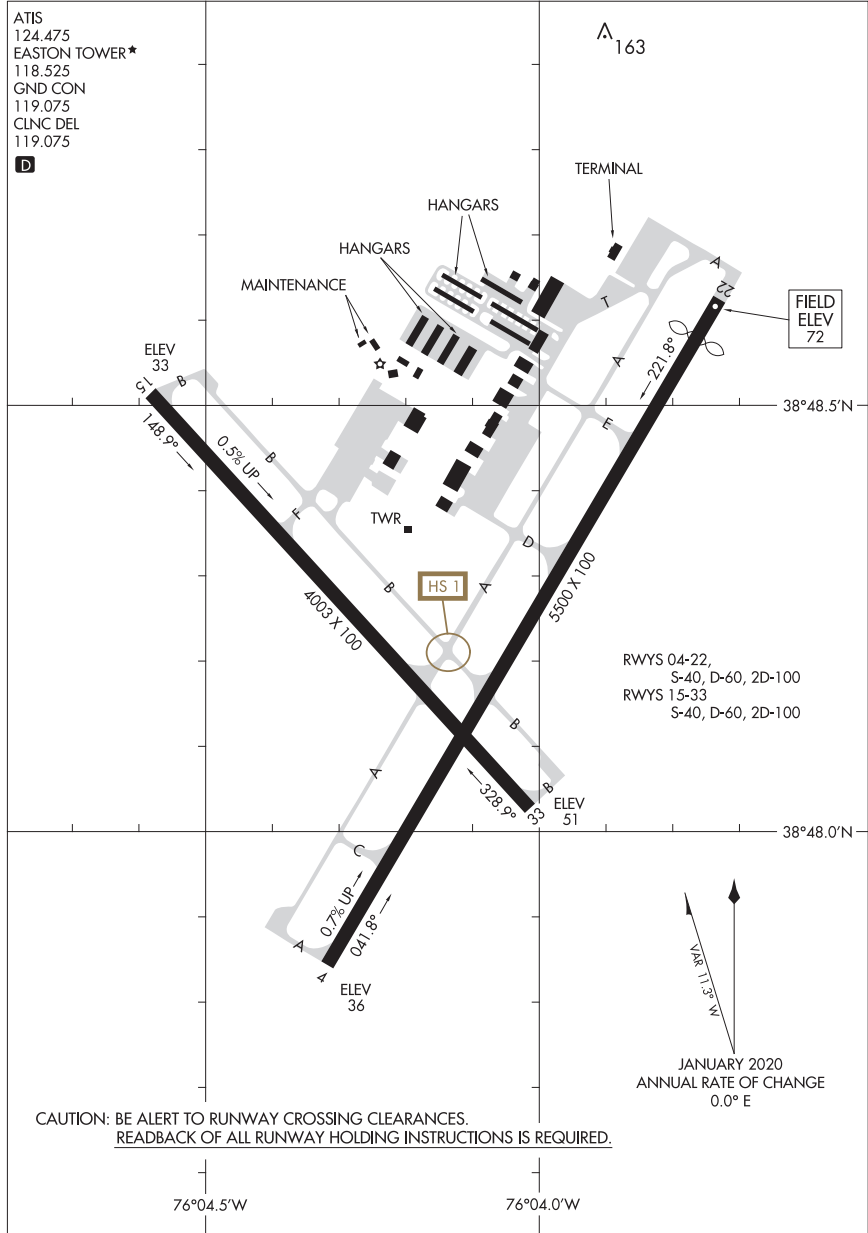 ATIS
124.475
EASTON TOWER★
118.525
GND CON
119.075
CLNC DEL
119.075
D
163
TERMINAL
HANGARS
HANGARS
MAINTENANCE
A
22
FIELD
ELEV
72
T
ELEV
33
15
B
A
221.8°
38°48.5'N
148.9°
E
0.5% UP
B
F
TWR
D
5500 X 100
HS 1
B
A
4003 X 100
RWYS 04-22,
S-40, D-60, 2D-100
RWYS 15-33
S-40, D-60, 2D-100
B
A
328.9°
B
33
ELEV
51
38°48.0'N
C
0.7% UP
041.8°
A
4
ELEV
36
VAR 11.3° W
JANUARY 2020
ANNUAL RATE OF CHANGE
0.0° E
CAUTION: BE ALERT TO RUNWAY CROSSING CLEARANCES.
READBACK OF ALL RUNWAY HOLDING INSTRUCTIONS IS REQUIRED.
76°04.5'W
76°04.0'W